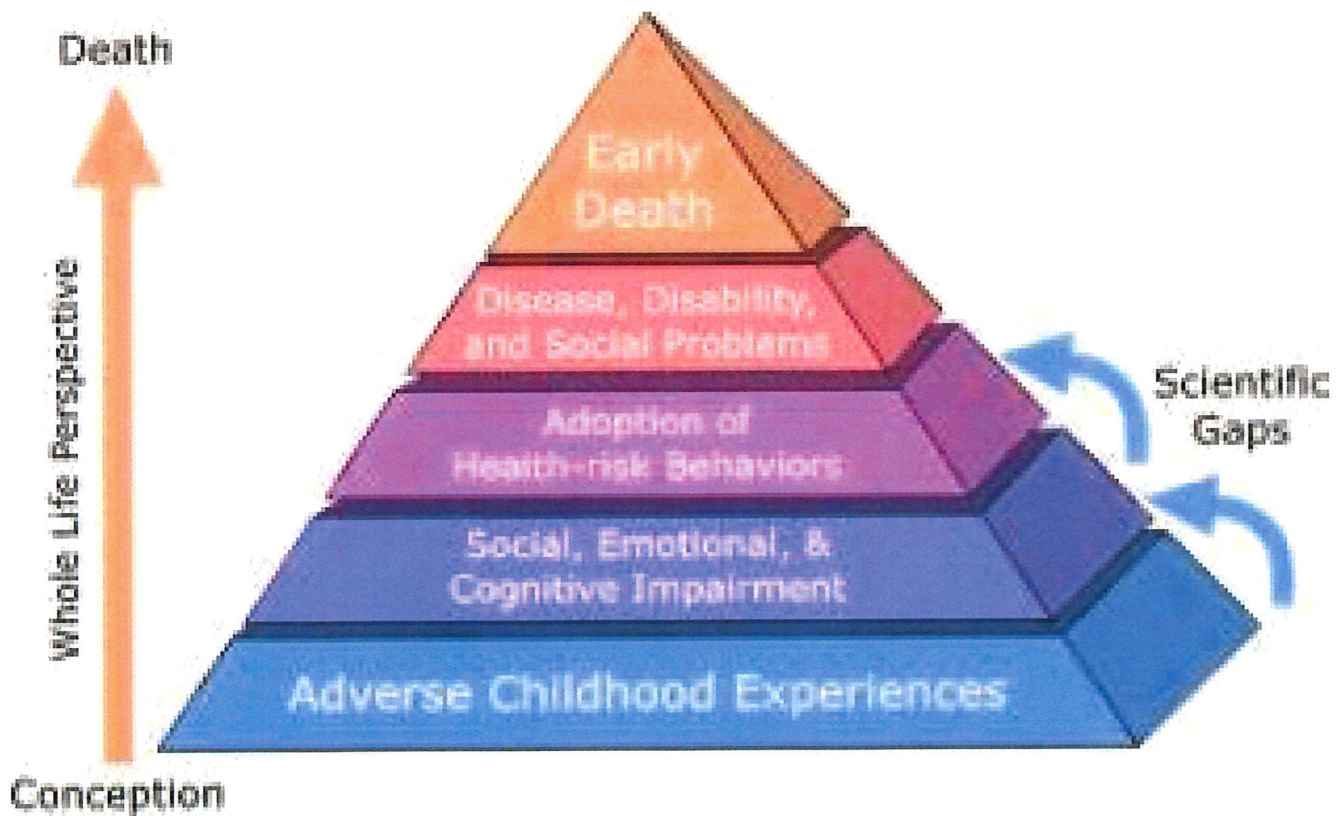 Death
Whole Life Perspective
Conception
Early
Death
Disease, Disability,
and Social Problems
Adoption of
Health-risk Behaviors
Social, Emotional, &
Cognitive Impairment
Adverse Childhood Experiences
Scientific
Gaps